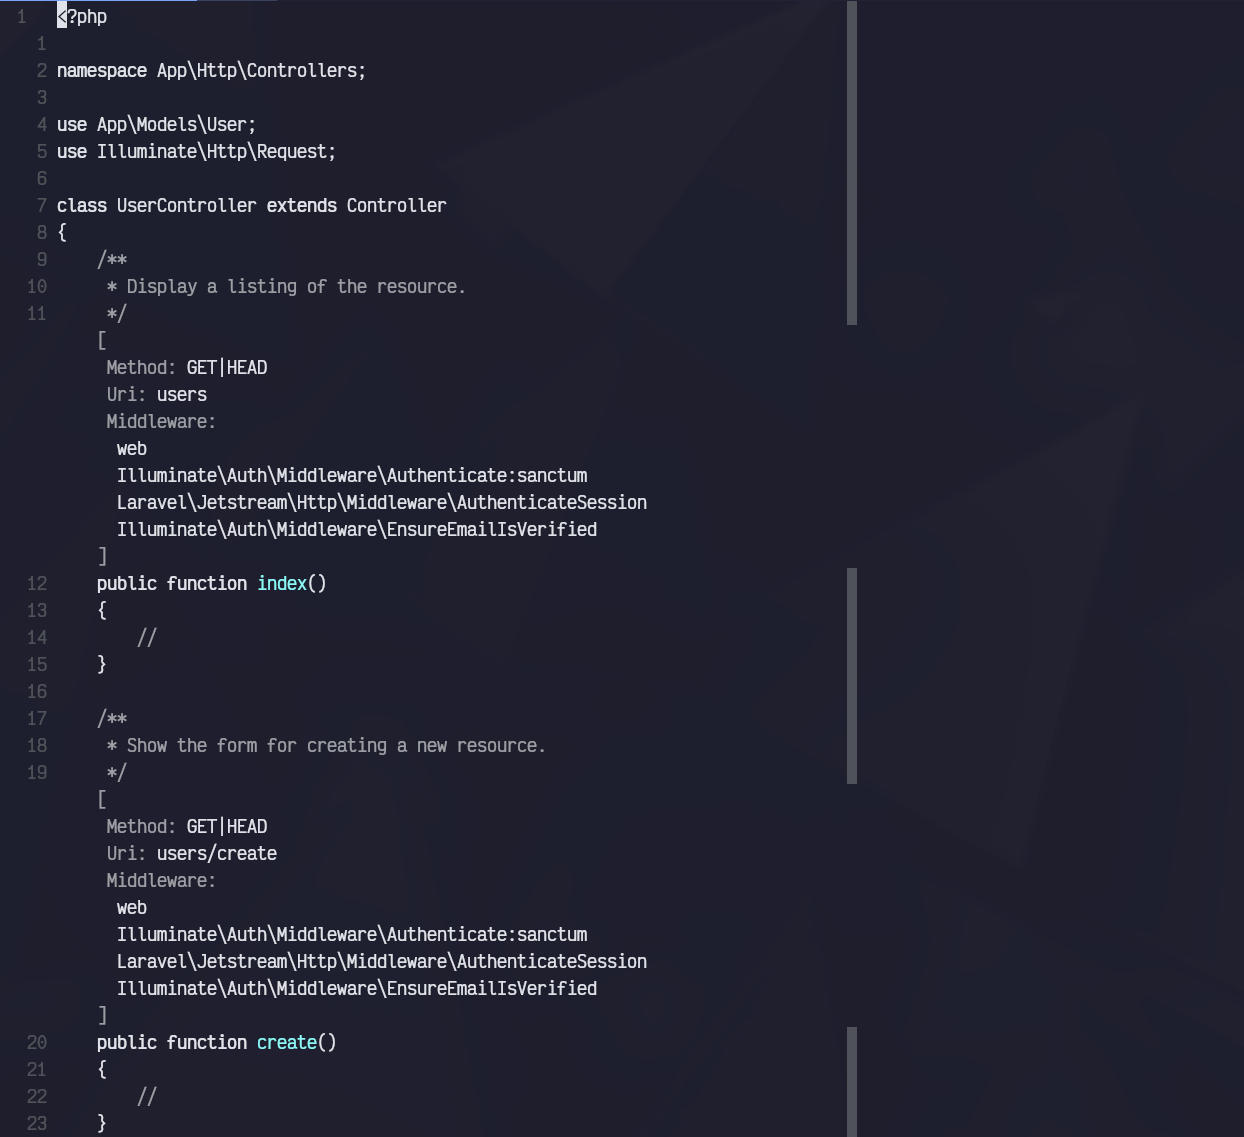 1 <?php
1
2 namespace App\Http\Controllers;
3
4 use App\Models\User;
5 use Illuminate\Http\Request;
6
7 class UserController extends Controller
8 {
9     /**
10      * Display a listing of the resource.
11      */
    [
     Method: GET|HEAD
     Uri: users
     Middleware:
      web
      Illuminate\Auth\Middleware\Authenticate:sanctum
      Laravel\Jetstream\Http\Middleware\AuthenticateSession
      Illuminate\Auth\Middleware\EnsureEmailIsVerified
    ]
12     public function index()
13     {
14         //
15     }
16
17     /**
18      * Show the form for creating a new resource.
19      */
    [
     Method: GET|HEAD
     Uri: users/create
     Middleware:
      web
      Illuminate\Auth\Middleware\Authenticate:sanctum
      Laravel\Jetstream\Http\Middleware\AuthenticateSession
      Illuminate\Auth\Middleware\EnsureEmailIsVerified
    ]
20     public function create()
21     {
22         //
23     }